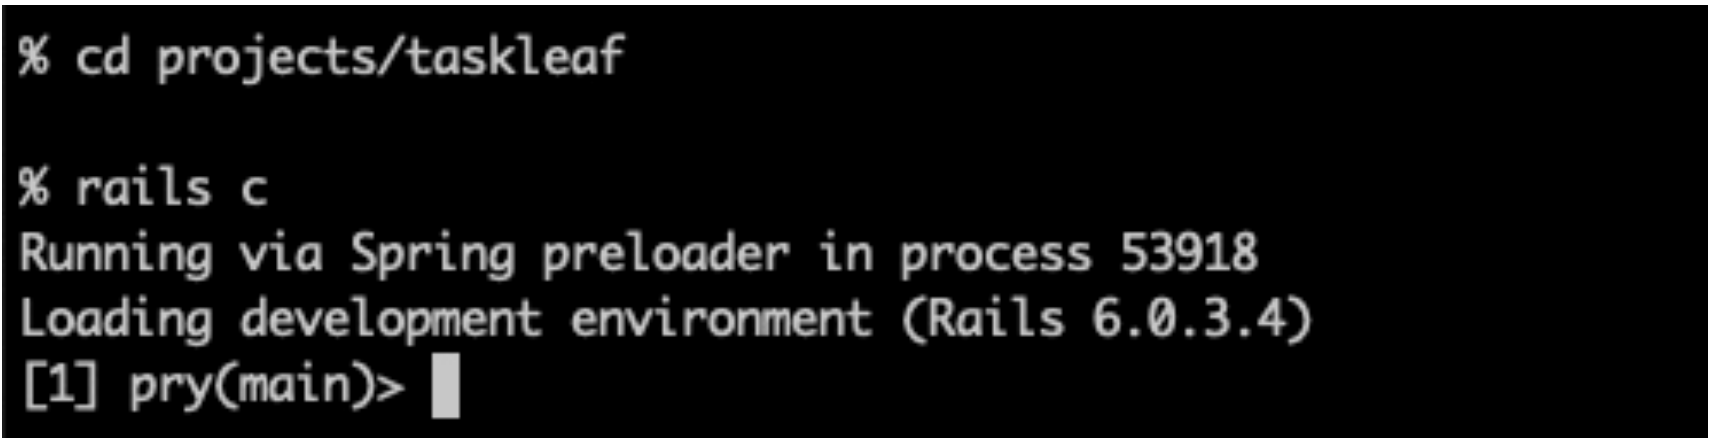 % cd projects/taskleaf
% rails c
Running via Spring preloader in process 53918
Loading development environment (Rails 6.0.3.4)
[1] pry(main)>